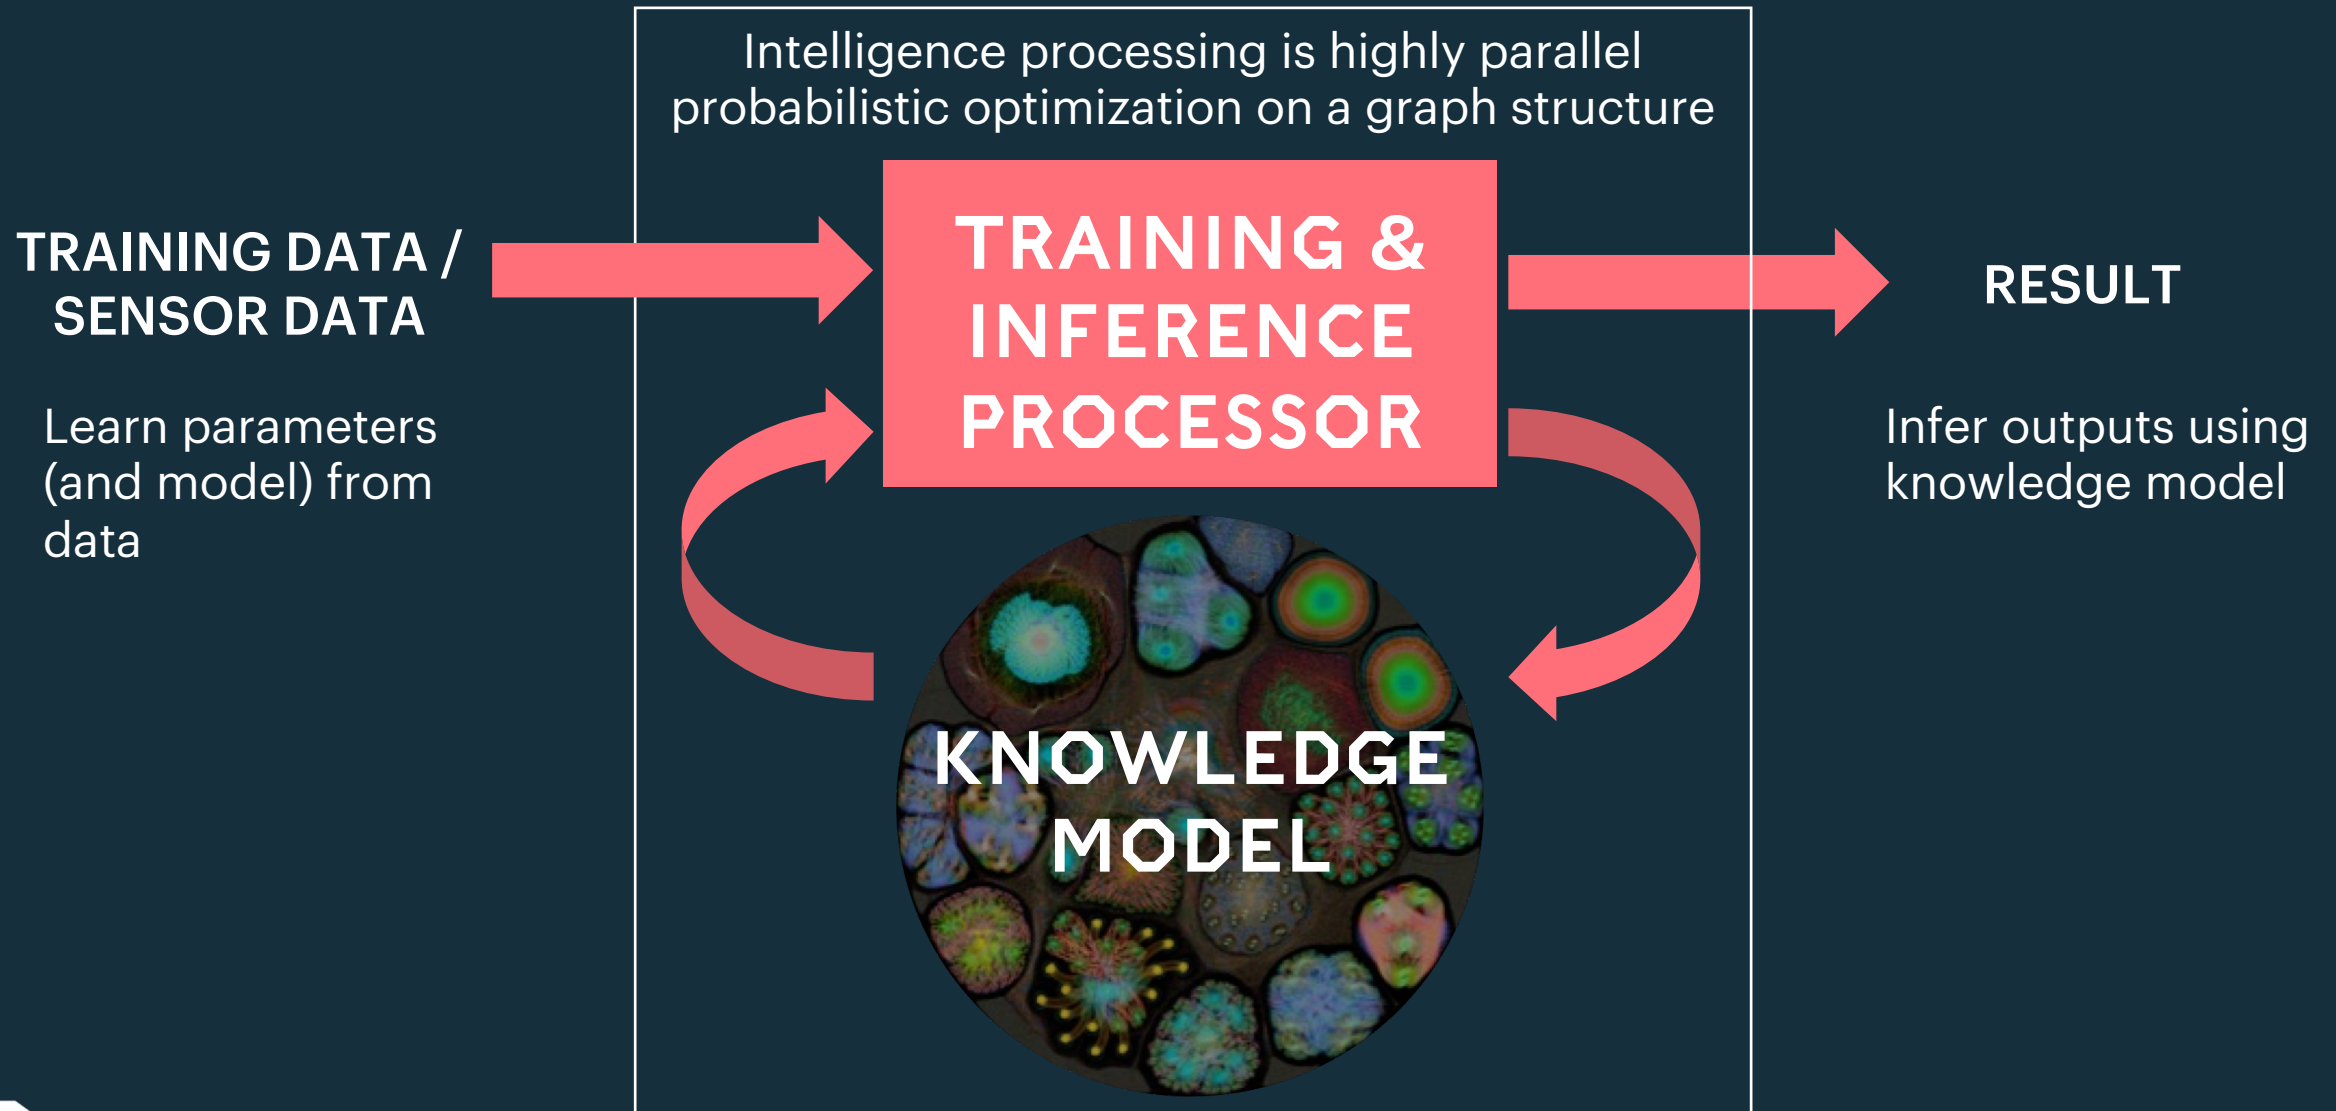 Intelligence processing is highly parallel
probabilistic optimization on a graph structure
TRAINING DATA /
SENSOR DATA
Learn parameters
(and model) from
data
TRAINING &
INFERENCE
PROCESSOR
KNOWLEDGE
MODEL
RESULT
Infer outputs using
knowledge model